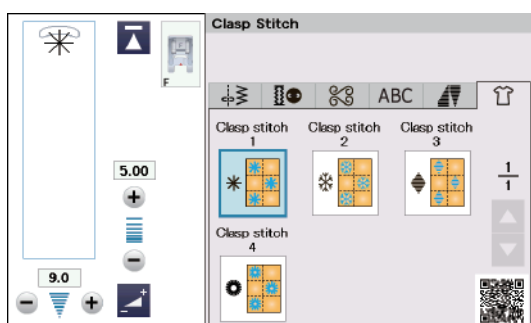 Clasp Stitch
F
ABC
Clasp stitch
1
Clasp stitch
2
Clasp stitch
3
5.00
1
1
Clasp stitch
4
9.0